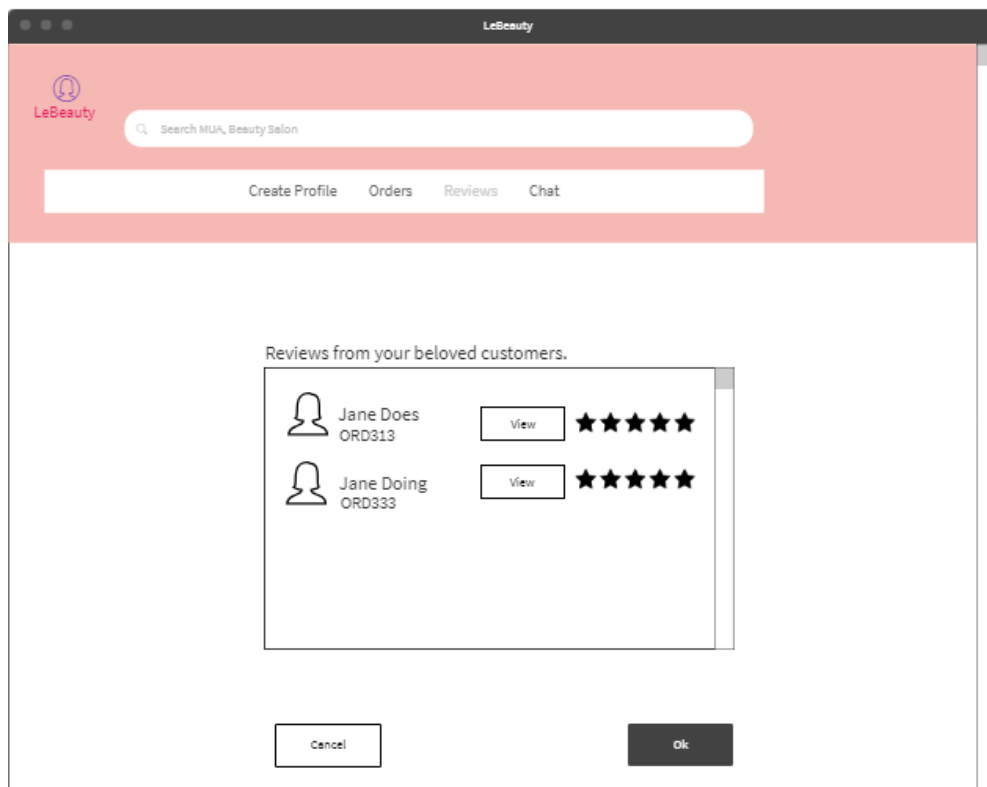 LeBeauty
LeBeauty
Search MUA, Beauty Salon
Create Profile Orders Reviews Chat
Reviews from your beloved customers.
Jane Does
ORD313
View
Jane Doing
ORD333
View
Cancel
Ok